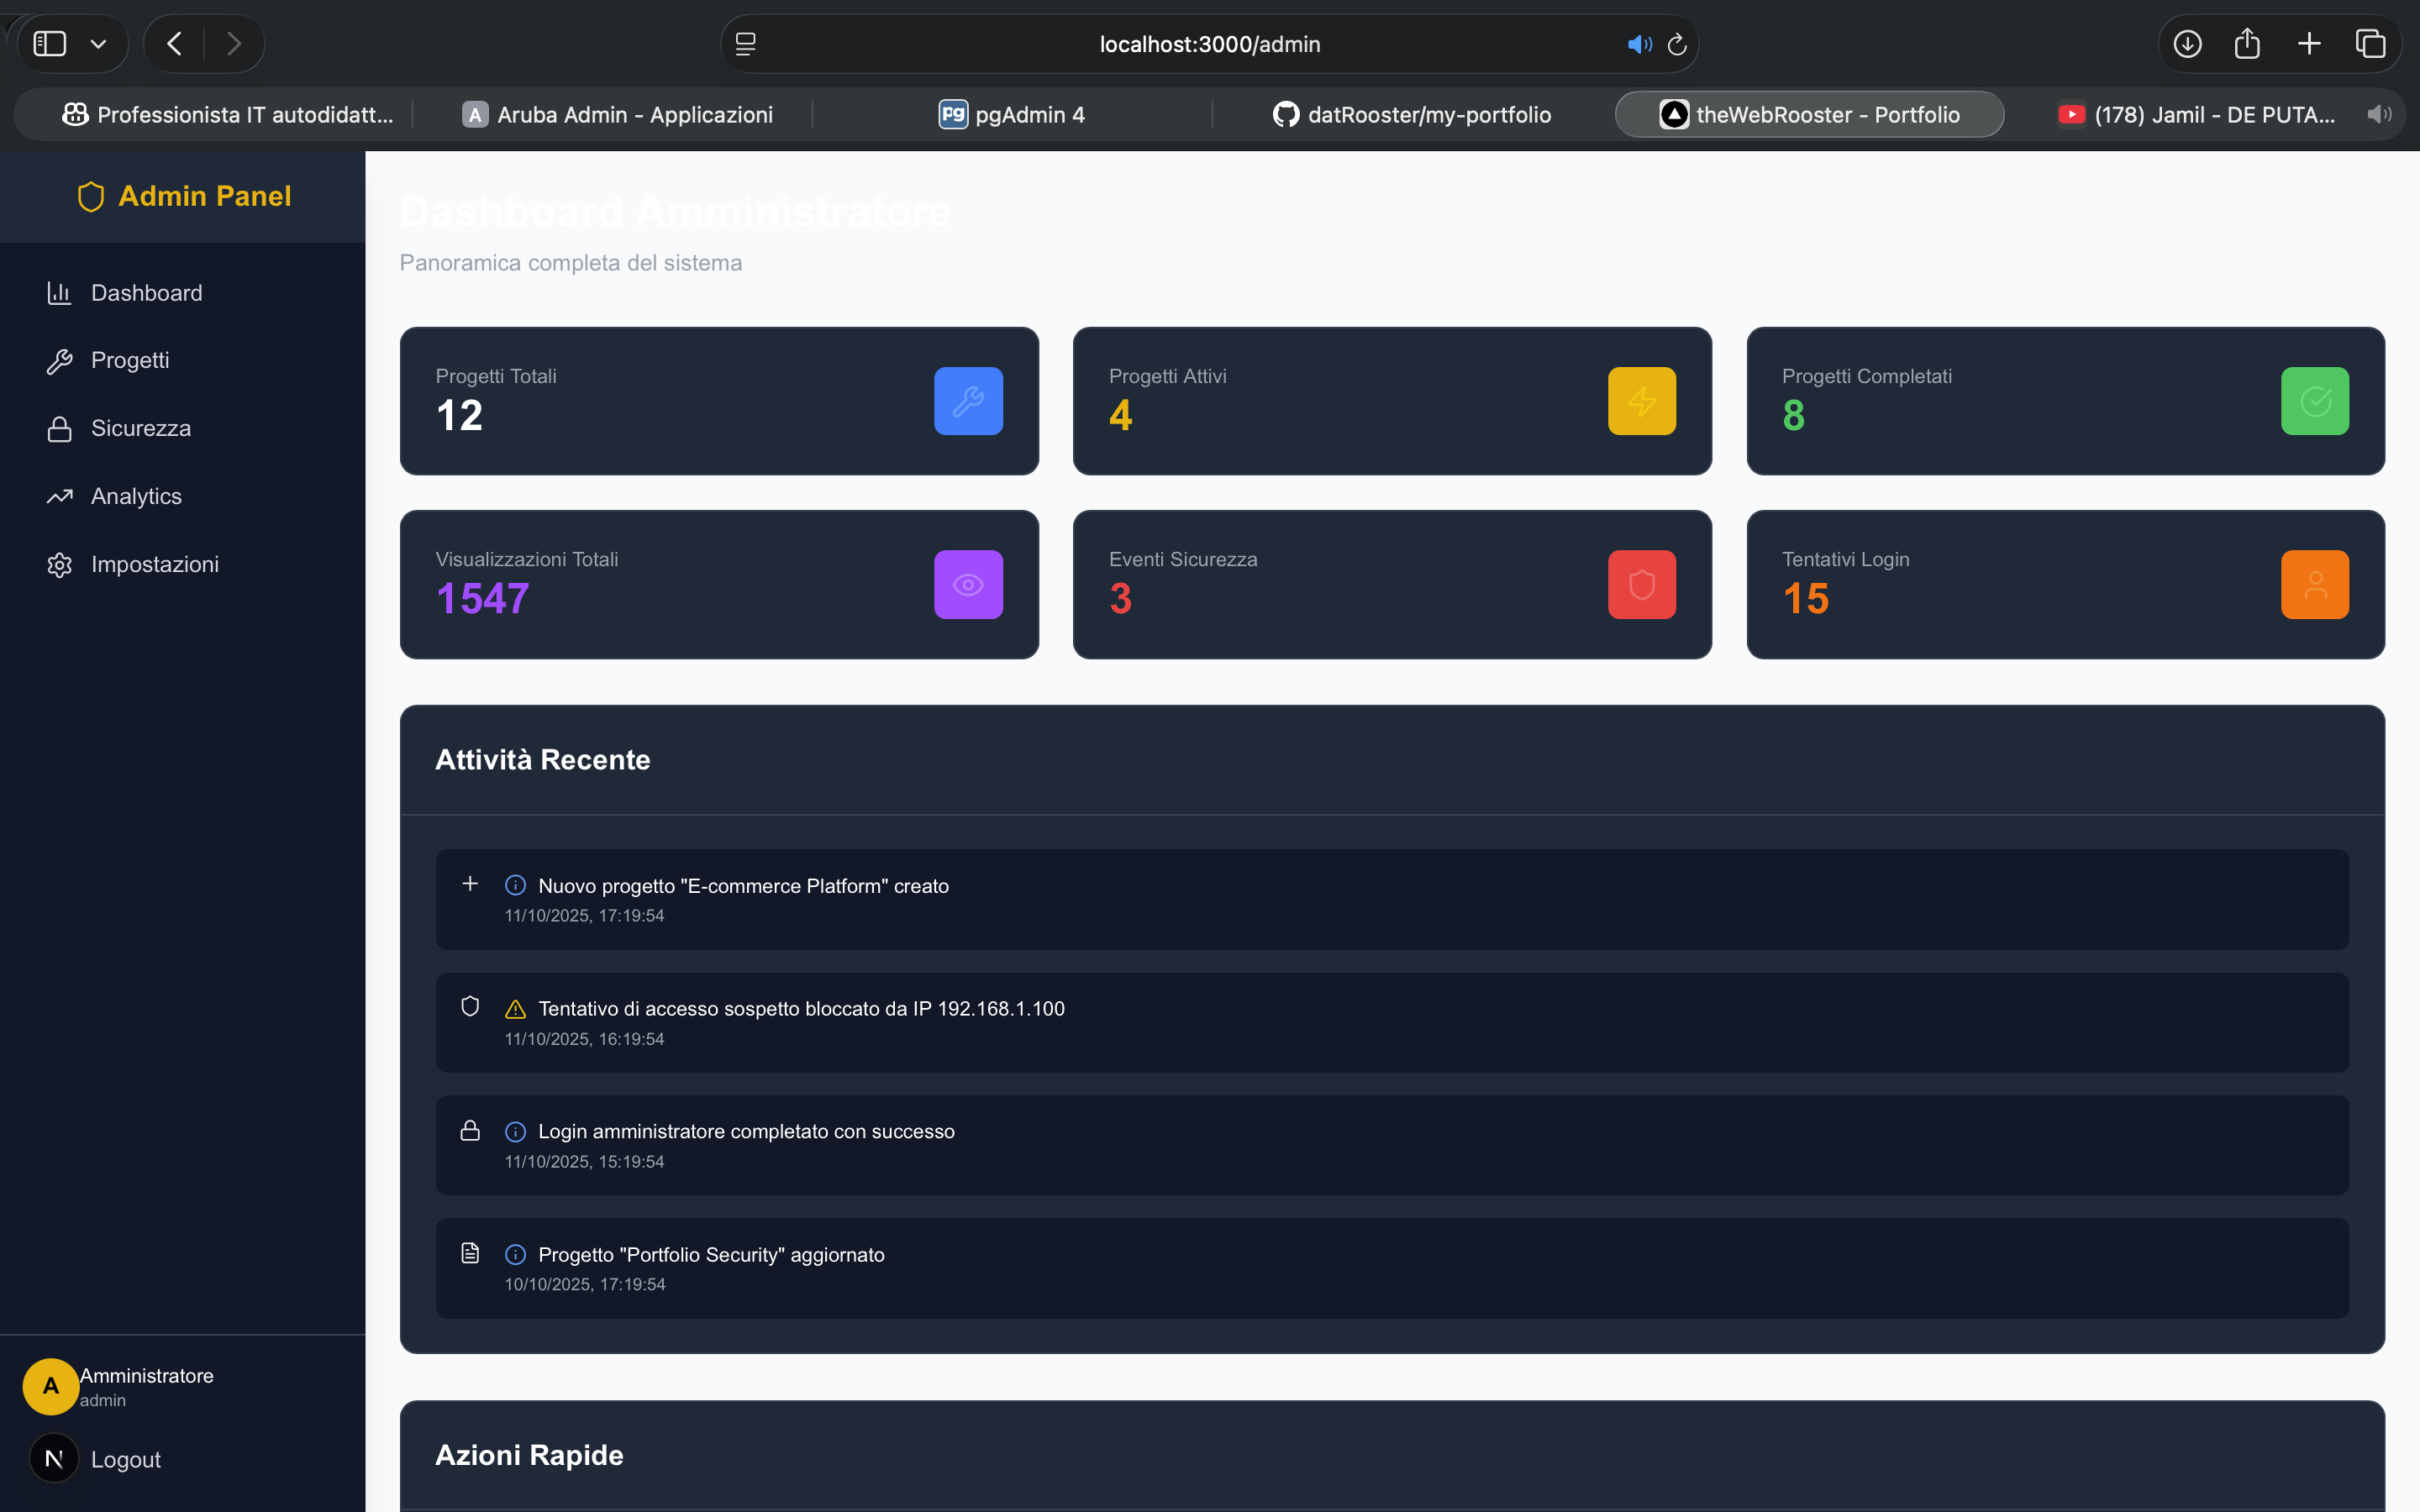 localhost:3000/admin
Professionista IT autodidatt...
A Aruba Admin - Applicazioni
pg pgAdmin 4
datRooster/my-portfolio
theWebRooster - Portfolio
(178) Jamil - DE PUTA...
Admin Panel
Dashboard
Progetti
Sicurezza
Analytics
Impostazioni
A
Amministratore
admin
N
Logout
Dashboard Amministratore
Panoramica completa del sistema
Progetti Totali
12
Progetti Attivi
4
Progetti Completati
8
Visualizzazioni Totali
1547
Eventi Sicurezza
3
Tentativi Login
15
Attività Recente
Nuovo progetto "E-commerce Platform" creato
11/10/2025, 17:19:54
Tentativo di accesso sospetto bloccato da IP 192.168.1.100
11/10/2025, 16:19:54
Login amministratore completato con successo
11/10/2025, 15:19:54
Progetto "Portfolio Security" aggiornato
10/10/2025, 17:19:54
Azioni Rapide